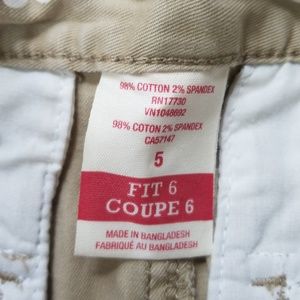 98% COTTON 2% SPANDEX
RN17730
VN1048692
98% COTTON 2% SPANDEX
CA57147
5
FIT 6
COUPE 6
MADE IN BANGLADESH
FABRIQUÉ AU BANGLADESH